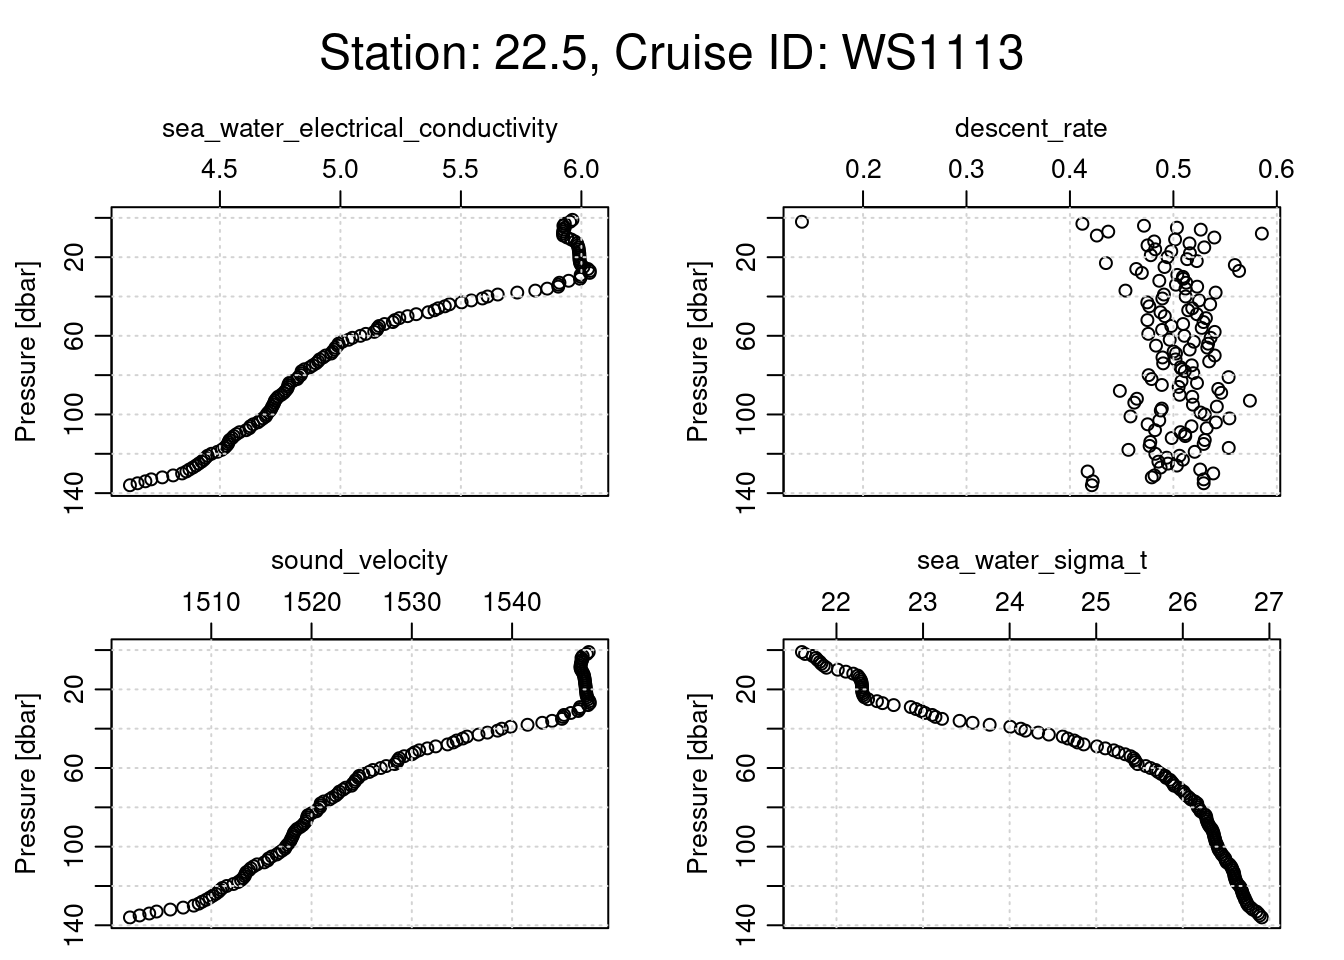 Station: 22.5, Cruise ID: WS1113
sea_water_electrical_conductivity
4.5 5.0 5.5 6.0
Pressure [dbar]
20
60
100
140
descent_rate
0.2 0.3 0.4 0.5 0.6
Pressure [dbar]
20
60
100
140
sound_velocity
1510 1520 1530 1540
Pressure [dbar]
20
60
100
140
sea_water_sigma_t
22 23 24 25 26 27
Pressure [dbar]
20
60
100
140